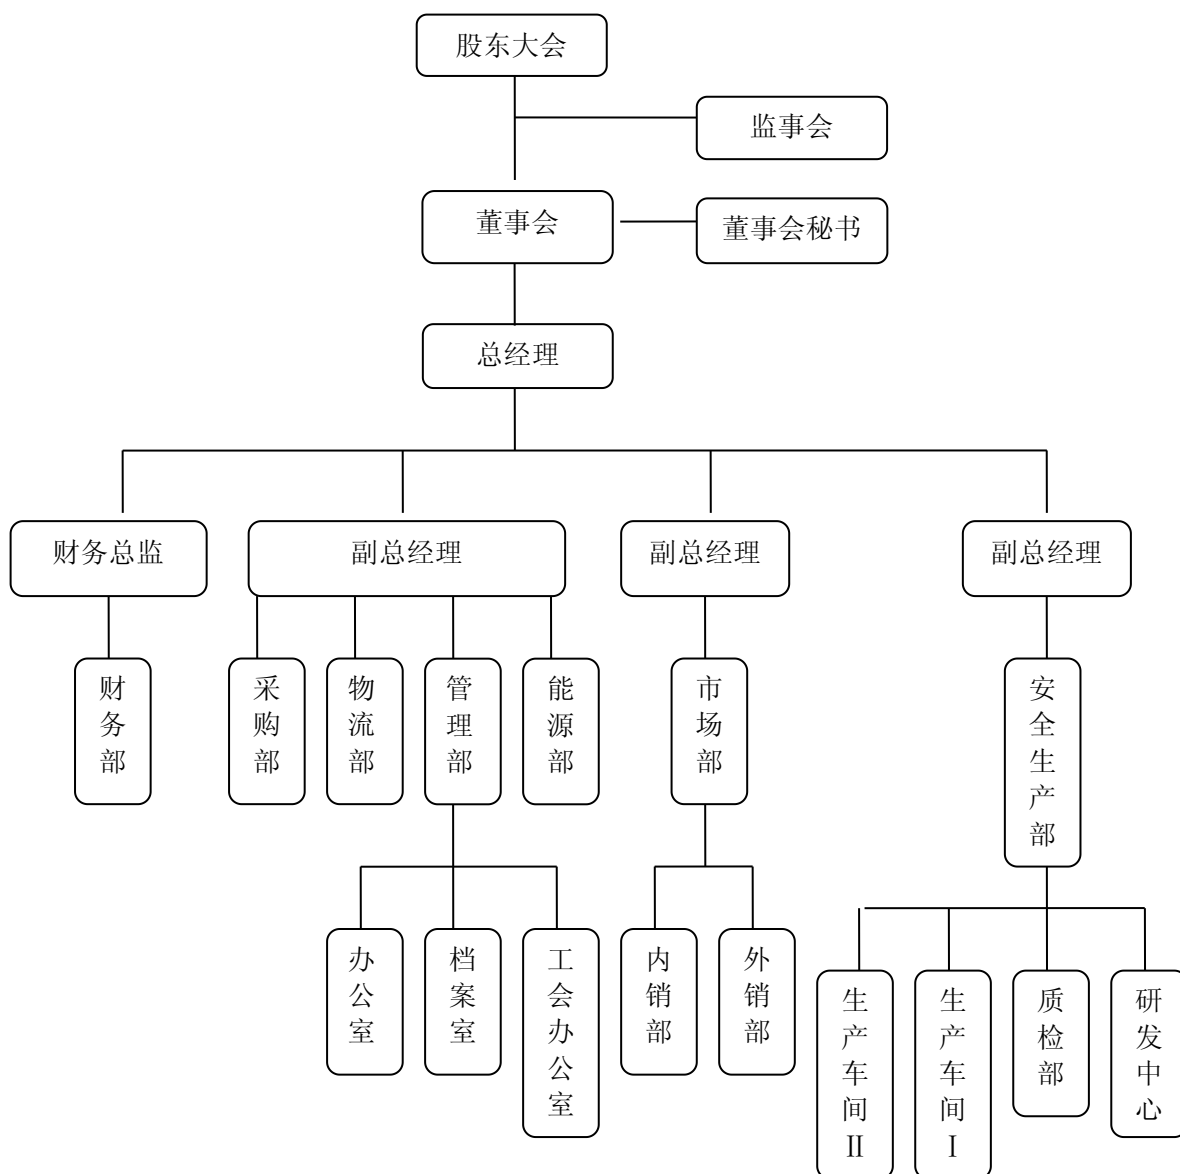 股东大会
监事会
董事会
董事会秘书
总经理
财务总监
副总经理
副总经理
副总经理
财务部
采购部
物流部
管理部
能源部
市场部
安全生产部
办公室
档案室
工会办公室
内销部
外销部
生产车间Ⅱ
生产车间Ⅰ
质检部
研发中心